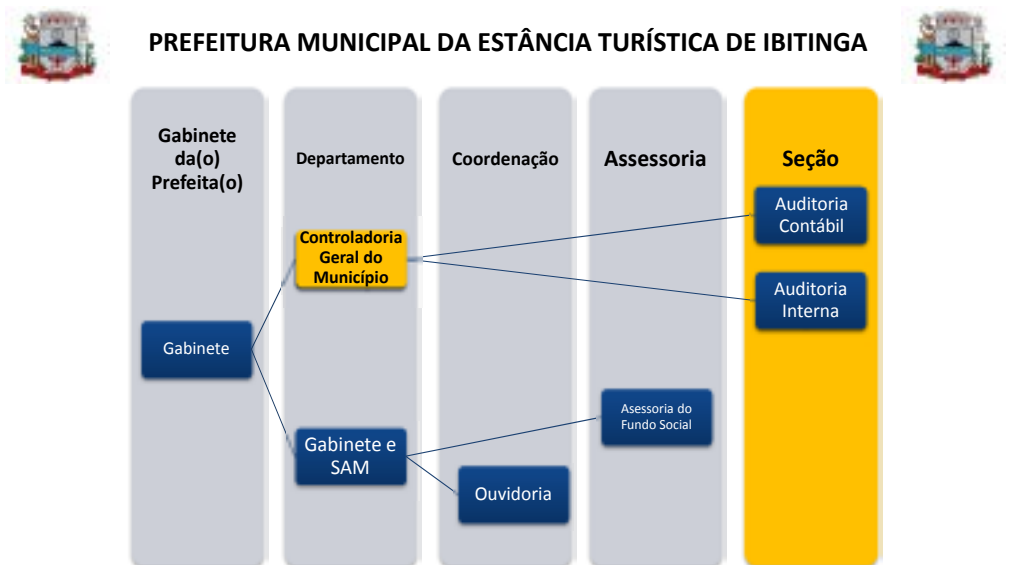 PREFEITURA MUNICIPAL DA ESTÂNCIA TURÍSTICA DE IBITINGA
Gabinete
da(o)
Prefeita(o)
Departamento
Coordenação
Assessoria
Seção
Auditoria
Contábil
Controladoria
Geral do
Município
Auditoria
Interna
Gabinete
Asessoria do
Fundo Social
Gabinete e
SAM
Ouvidoria